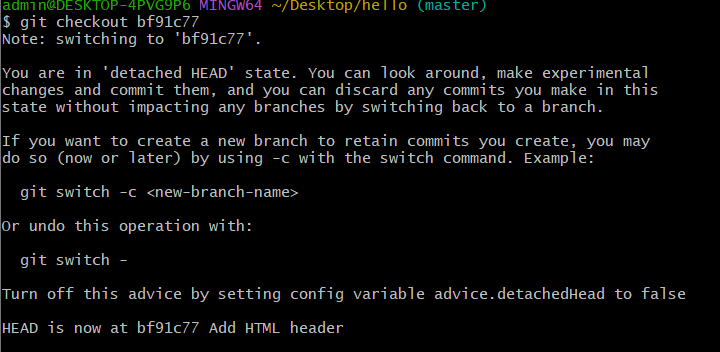 admin@DESKTOP-4PVG9P6 MINGW64 ~/Desktop/hello (master)
$ git checkout bf91c77
Note: switching to 'bf91c77'.
You are in 'detached HEAD' state. You can look around, make experimental
changes and commit them, and you can discard any commits you make in this
state without impacting any branches by switching back to a branch.
If you want to create a new branch to retain commits you create, you may
do so (now or later) by using -c with the switch command. Example:
git switch -c <new-branch-name>
Or undo this operation with:
git switch -
Turn off this advice by setting config variable advice.detachedHead to false
HEAD is now at bf91c77 Add HTML header